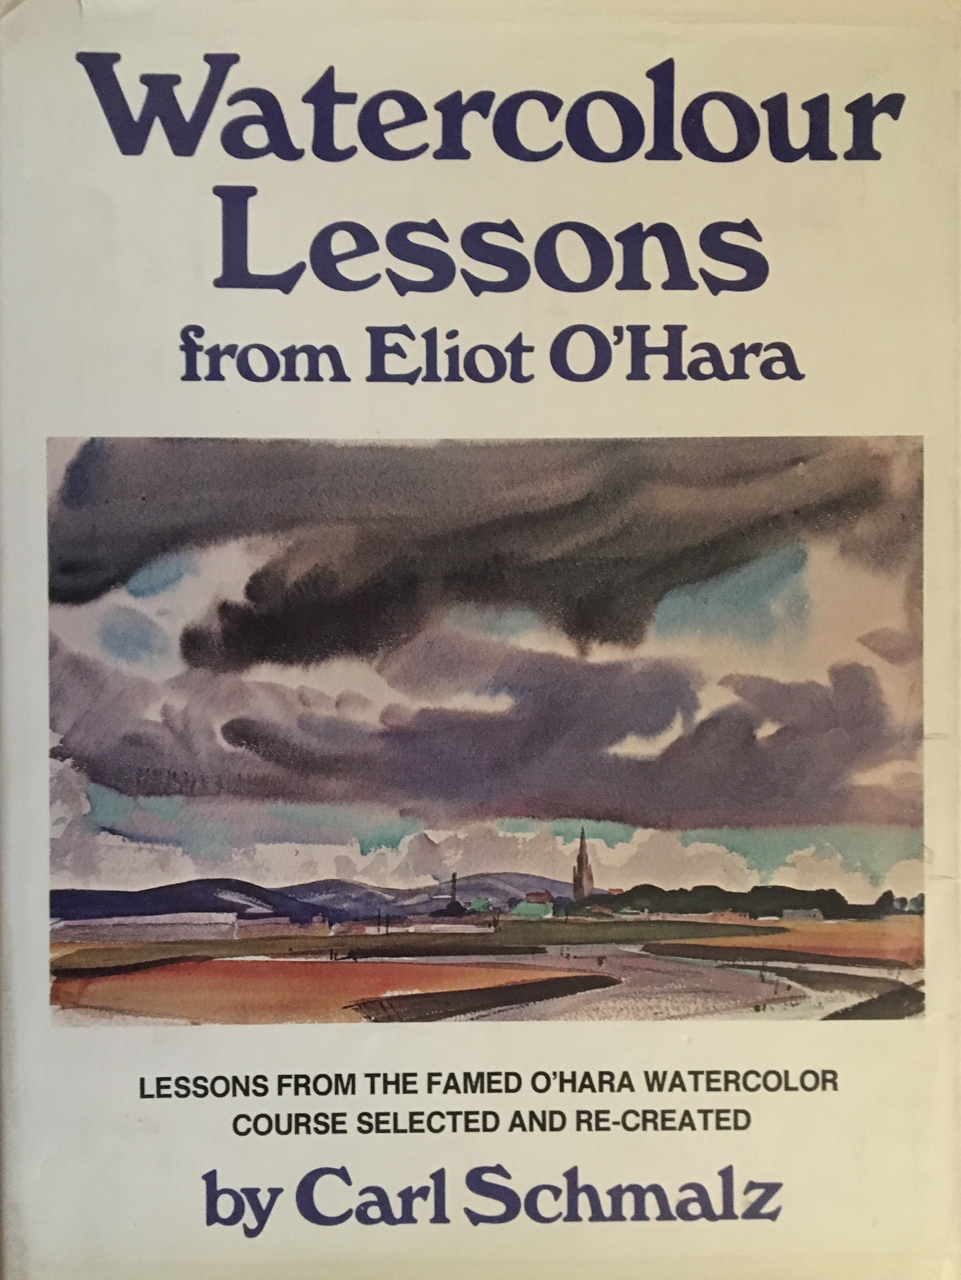 Watercolour
Lessons
from Eliot O'Hara
LESSONS FROM THE FAMED O'HARA WATERCOLOR
COURSE SELECTED AND RE-CREATED
by Carl Schmalz